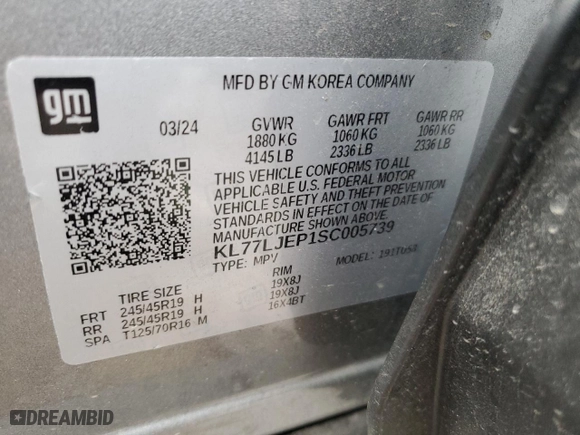 gm
MFD BY GM KOREA COMPANY
03/24 GVWR GAWR FRT GAWR RR
1880 KG 1060 KG 1060 KG
4145 LB 2336 LB 2336 LB
THIS VEHICLE CONFORMS TO ALL
APPLICABLE U.S. FEDERAL MOTOR
VEHICLE SAFETY AND THEFT PREVENTION
STANDARDS IN EFFECT ON THE DATE OF
MANUFACTURE SHOWN ABOVE.
KL77LJEP1SC005739
TYPE: MPV MODEL:
TIRE SIZE RIM
FRT 245/45R19 H 19X8J
RR 245/45R19 H 19X8J
SPA T125/70R16 M 16X4BT
DREAMBID